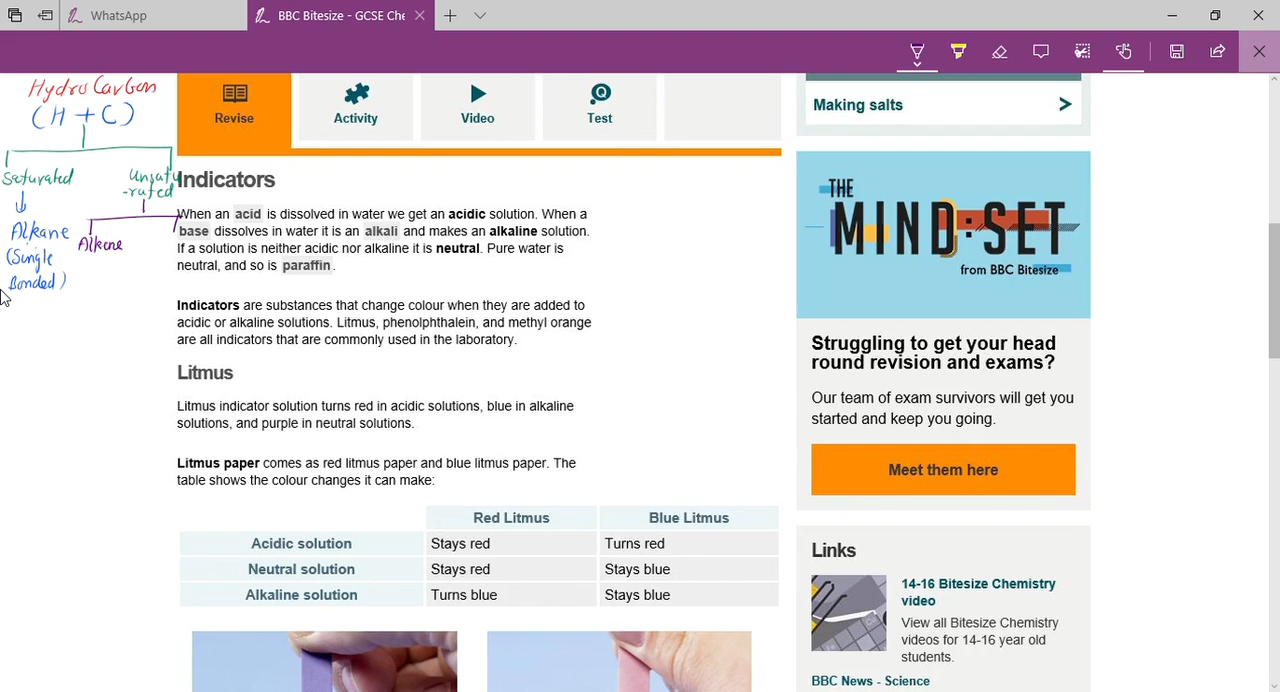 WhatsApp
BBC Bitesize - GCSE Che
HydroCarbon
(H + C)
Saturated
Unsatu
-rated
Alkane
(Single
Bonded)
Alkene
Revise
Activity
Video
Test
Indicators
When an acid is dissolved in water we get an acidic solution. When a
base dissolves in water it is an alkali and makes an alkaline solution.
If a solution is neither acidic nor alkaline it is neutral. Pure water is
neutral, and so is paraffin.
Indicators are substances that change colour when they are added to
acidic or alkaline solutions. Litmus, phenolphthalein, and methyl orange
are all indicators that are commonly used in the laboratory.
Litmus
Litmus indicator solution turns red in acidic solutions, blue in alkaline
solutions, and purple in neutral solutions.
Litmus paper comes as red litmus paper and blue litmus paper. The
table shows the colour changes it can make:
Red Litmus Blue Litmus
Acidic solution Stays red Turns red
Neutral solution Stays red Stays blue
Alkaline solution Turns blue Stays blue
Making salts
THE
MIND:SET
from BBC Bitesize
Struggling to get your head
round revision and exams?
Our team of exam survivors will get you
started and keep you going.
Meet them here
Links
14-16 Bitesize Chemistry
video
View all Bitesize Chemistry
videos for 14-16 year old
students.
BBC News - Science